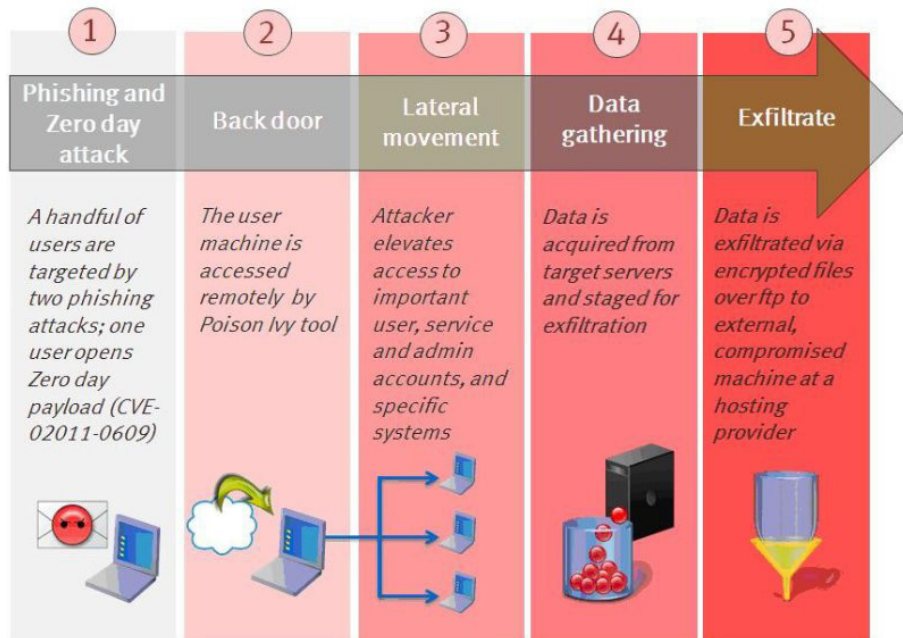 1
Phishing and
Zero day
attack
A handful of
users are
targeted by
two phishing
attacks; one
user opens
Zero day
payload (CVE-
02011-0609)
2
Back door
The user
machine is
accessed
remotely by
Poison Ivy tool
3
Lateral
movement
Attacker
elevates
access to
important
user, service
and admin
accounts, and
specific
systems
4
Data
gathering
Data is
acquired from
target servers
and staged for
exfiltration
5
Exfiltrate
Data is
exfiltrated via
encrypted files
over ftp to
external,
compromised
machine at a
hosting
provider